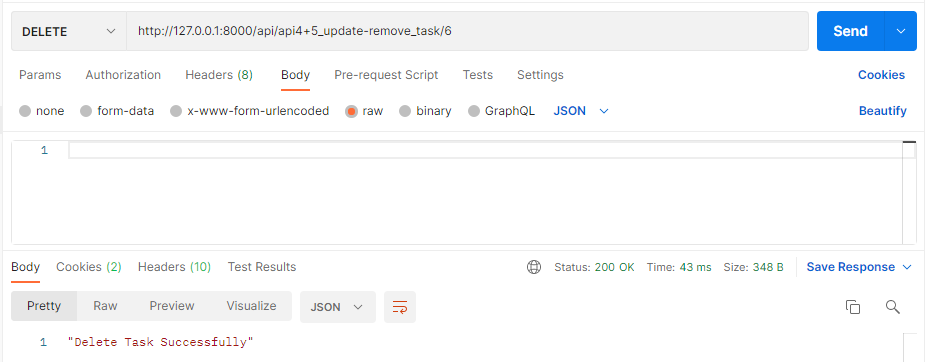 DELETE http://127.0.0.1:8000/api/api4+5_update-remove_task/6 Send
Params Authorization Headers (8) Body Pre-request Script Tests Settings Cookies
none form-data x-www-form-urlencoded raw binary GraphQL JSON Beautify
1
Body Cookies (2) Headers (10) Test Results Status: 200 OK Time: 43 ms Size: 348 B Save Response
Pretty Raw Preview Visualize JSON
1 "Delete Task Successfully"